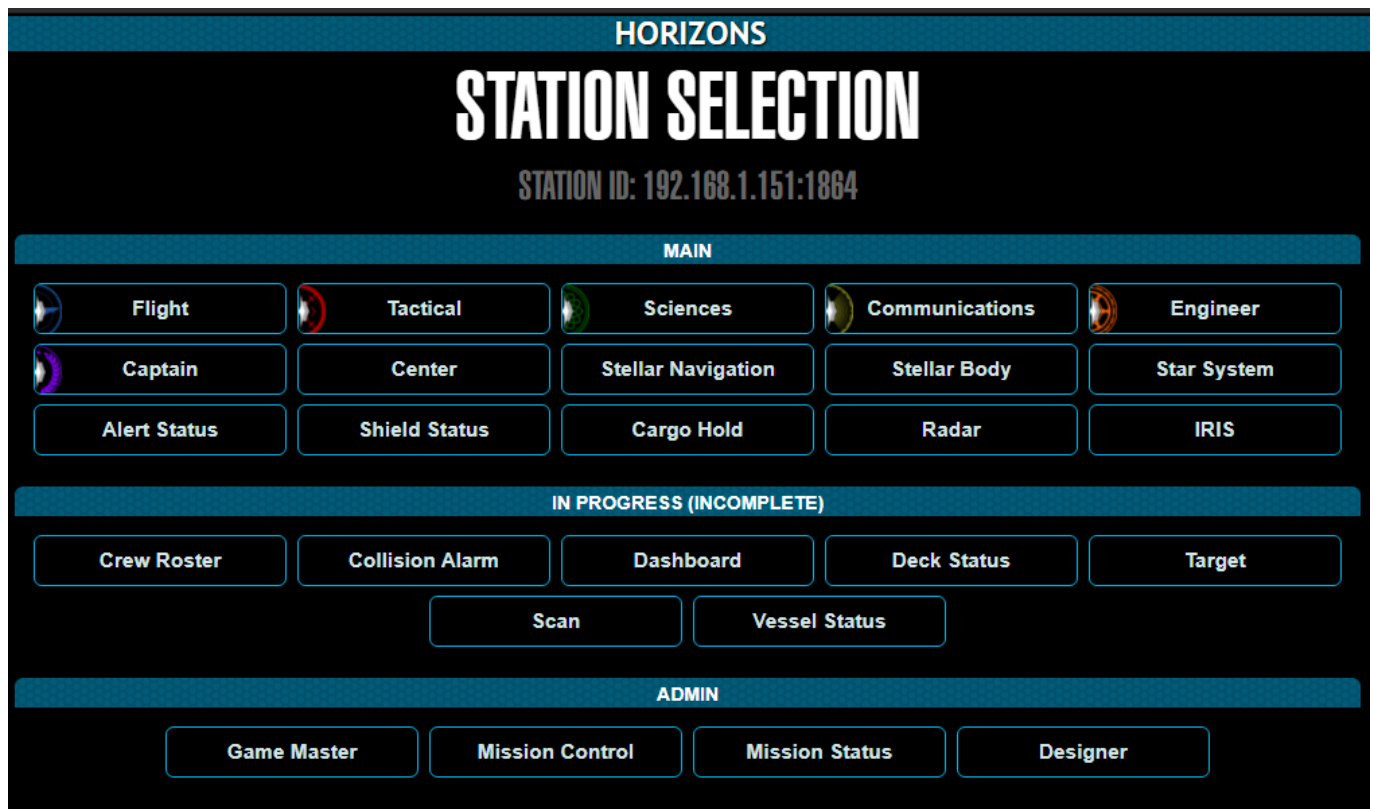 HORIZONS
STATION SELECTION
STATION ID: 192.168.1.151:1864
MAIN
Flight Tactical Sciences Communications Engineer
Captain Center Stellar Navigation Stellar Body Star System
Alert Status Shield Status Cargo Hold Radar IRIS
IN PROGRESS (INCOMPLETE)
Crew Roster Collision Alarm Dashboard Deck Status Target
Scan Vessel Status
ADMIN
Game Master Mission Control Mission Status Designer